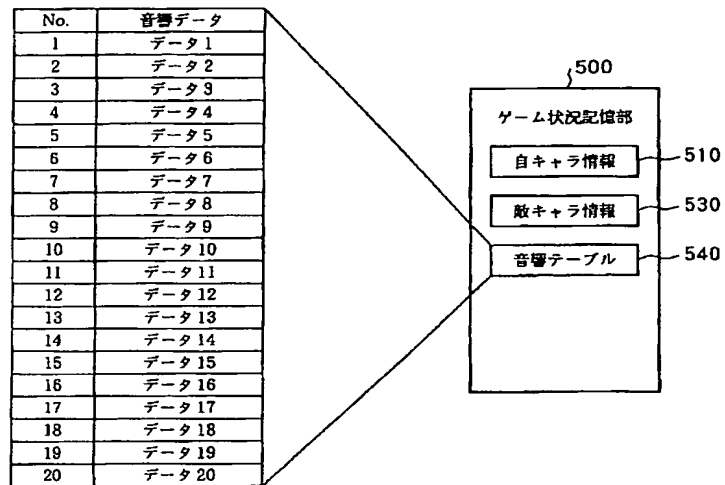 No. 音響データ
1 データ1
2 データ2
3 データ3
4 データ4
5 データ5
6 データ6
7 データ7
8 データ8
9 データ9
10 データ10
11 データ11
12 データ12
13 データ13
14 データ14
15 データ15
16 データ16
17 データ17
18 データ18
19 データ19
20 データ20
500
ゲーム状況記憶部
自キャラ情報 510
敵キャラ情報 530
音響テーブル 540